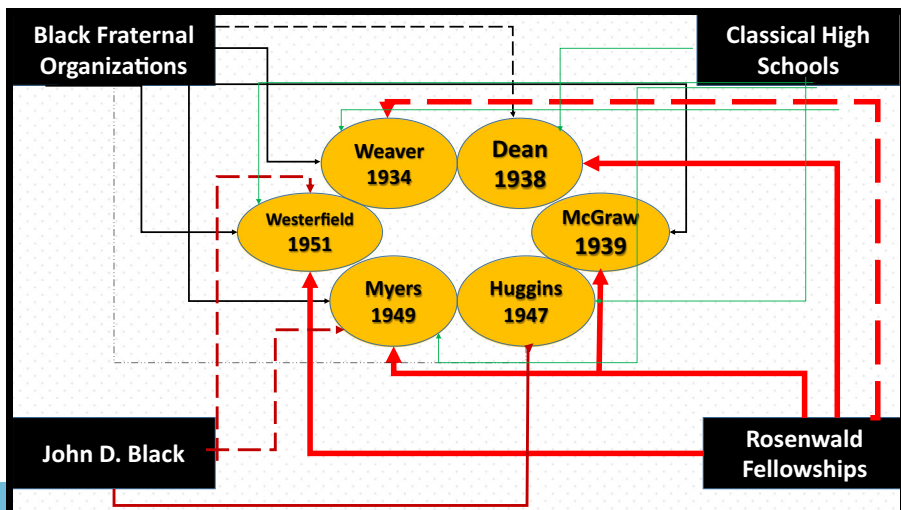 Black Fraternal
Organizations
Classical High
Schools
Weaver
1934
Dean
1938
Westerfield
1951
McGraw
1939
Myers
1949
Huggins
1947
John D. Black
Rosenwald
Fellowships